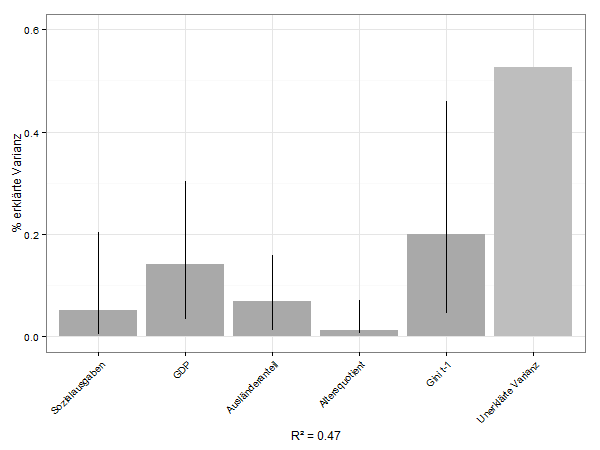 % erklärte Varianz
0.6
0.4
0.2
0.0
Sozialausgaben
GDP
Ausländeranteil
Altersquotient
Gini t-1
Unerklärte Varianz
R² = 0.47